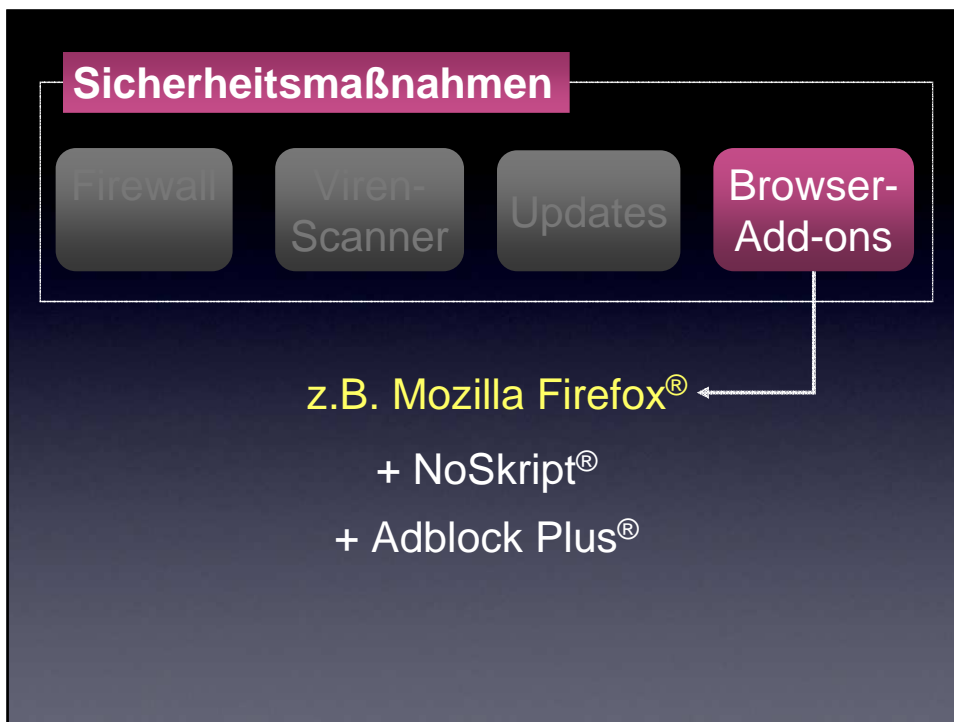 Sicherheitsmaßnahmen
Firewall
Viren-
Scanner
Updates
Browser-
Add-ons
z.B. Mozilla Firefox®
+ NoSkript®
+ Adblock Plus®